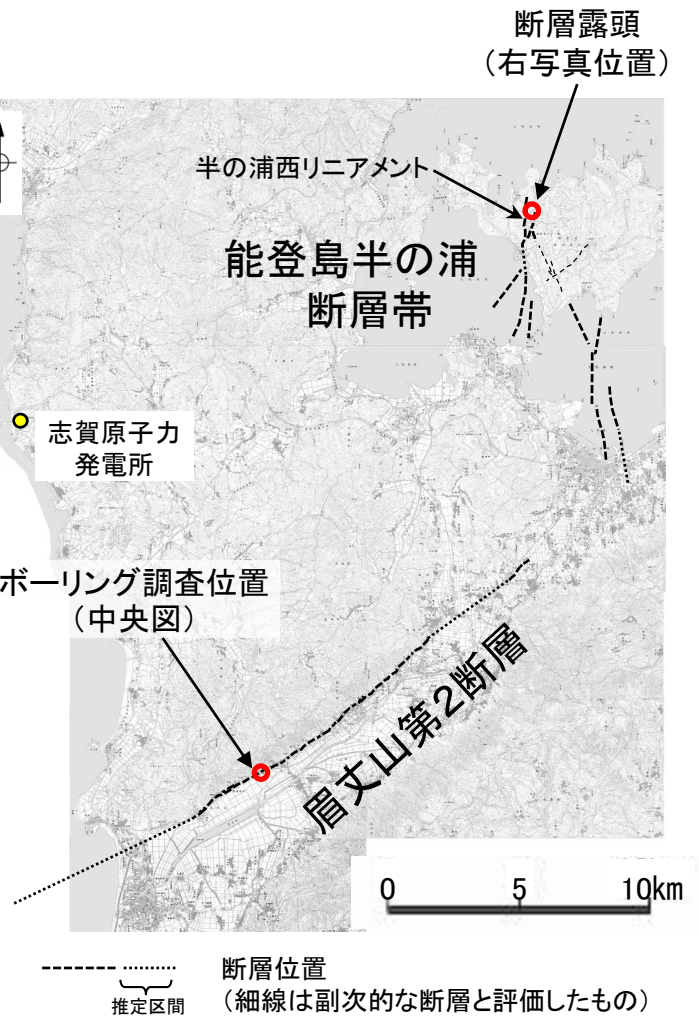 断層露頭
（右写真位置）
半の浦西リニアメント
能登島半の浦
断層帯
志賀原子力
発電所
ボーリング調査位置
（中央図）
眉丈山第２断層
0 5 10km
断層位置
推定区間
（細線は副次的な断層と評価したもの）